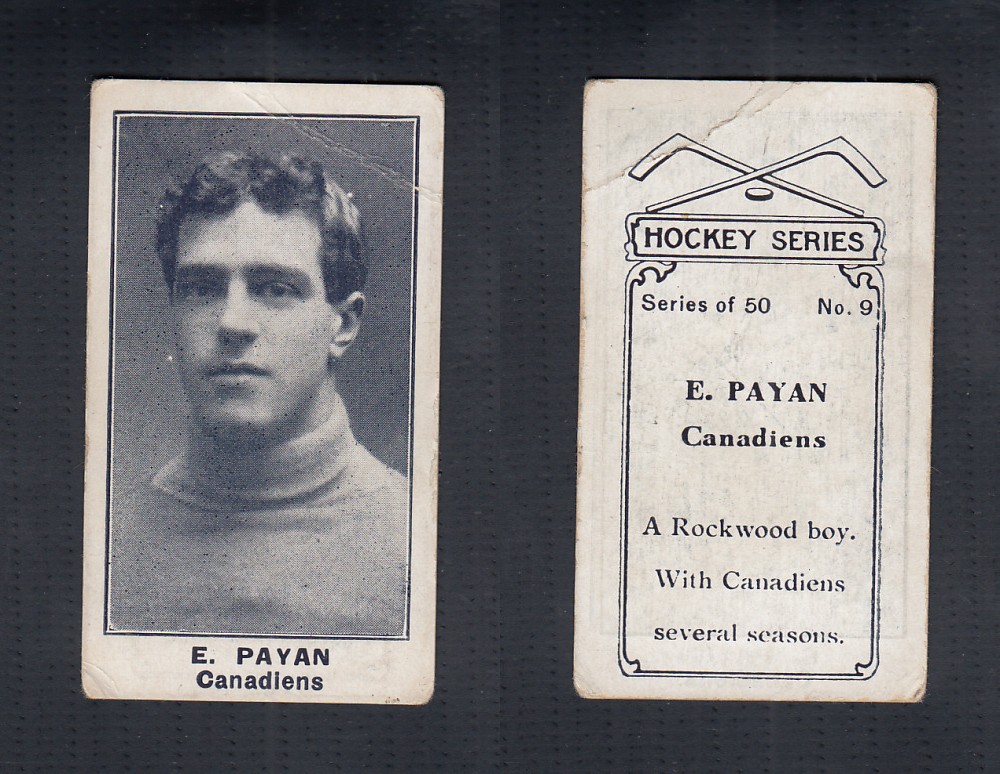 E. PAYAN
Canadiens
HOCKEY SERIES
Series of 50 No. 9
E. PAYAN
Canadiens
A Rockwood boy.
With Canadiens
several seasons.